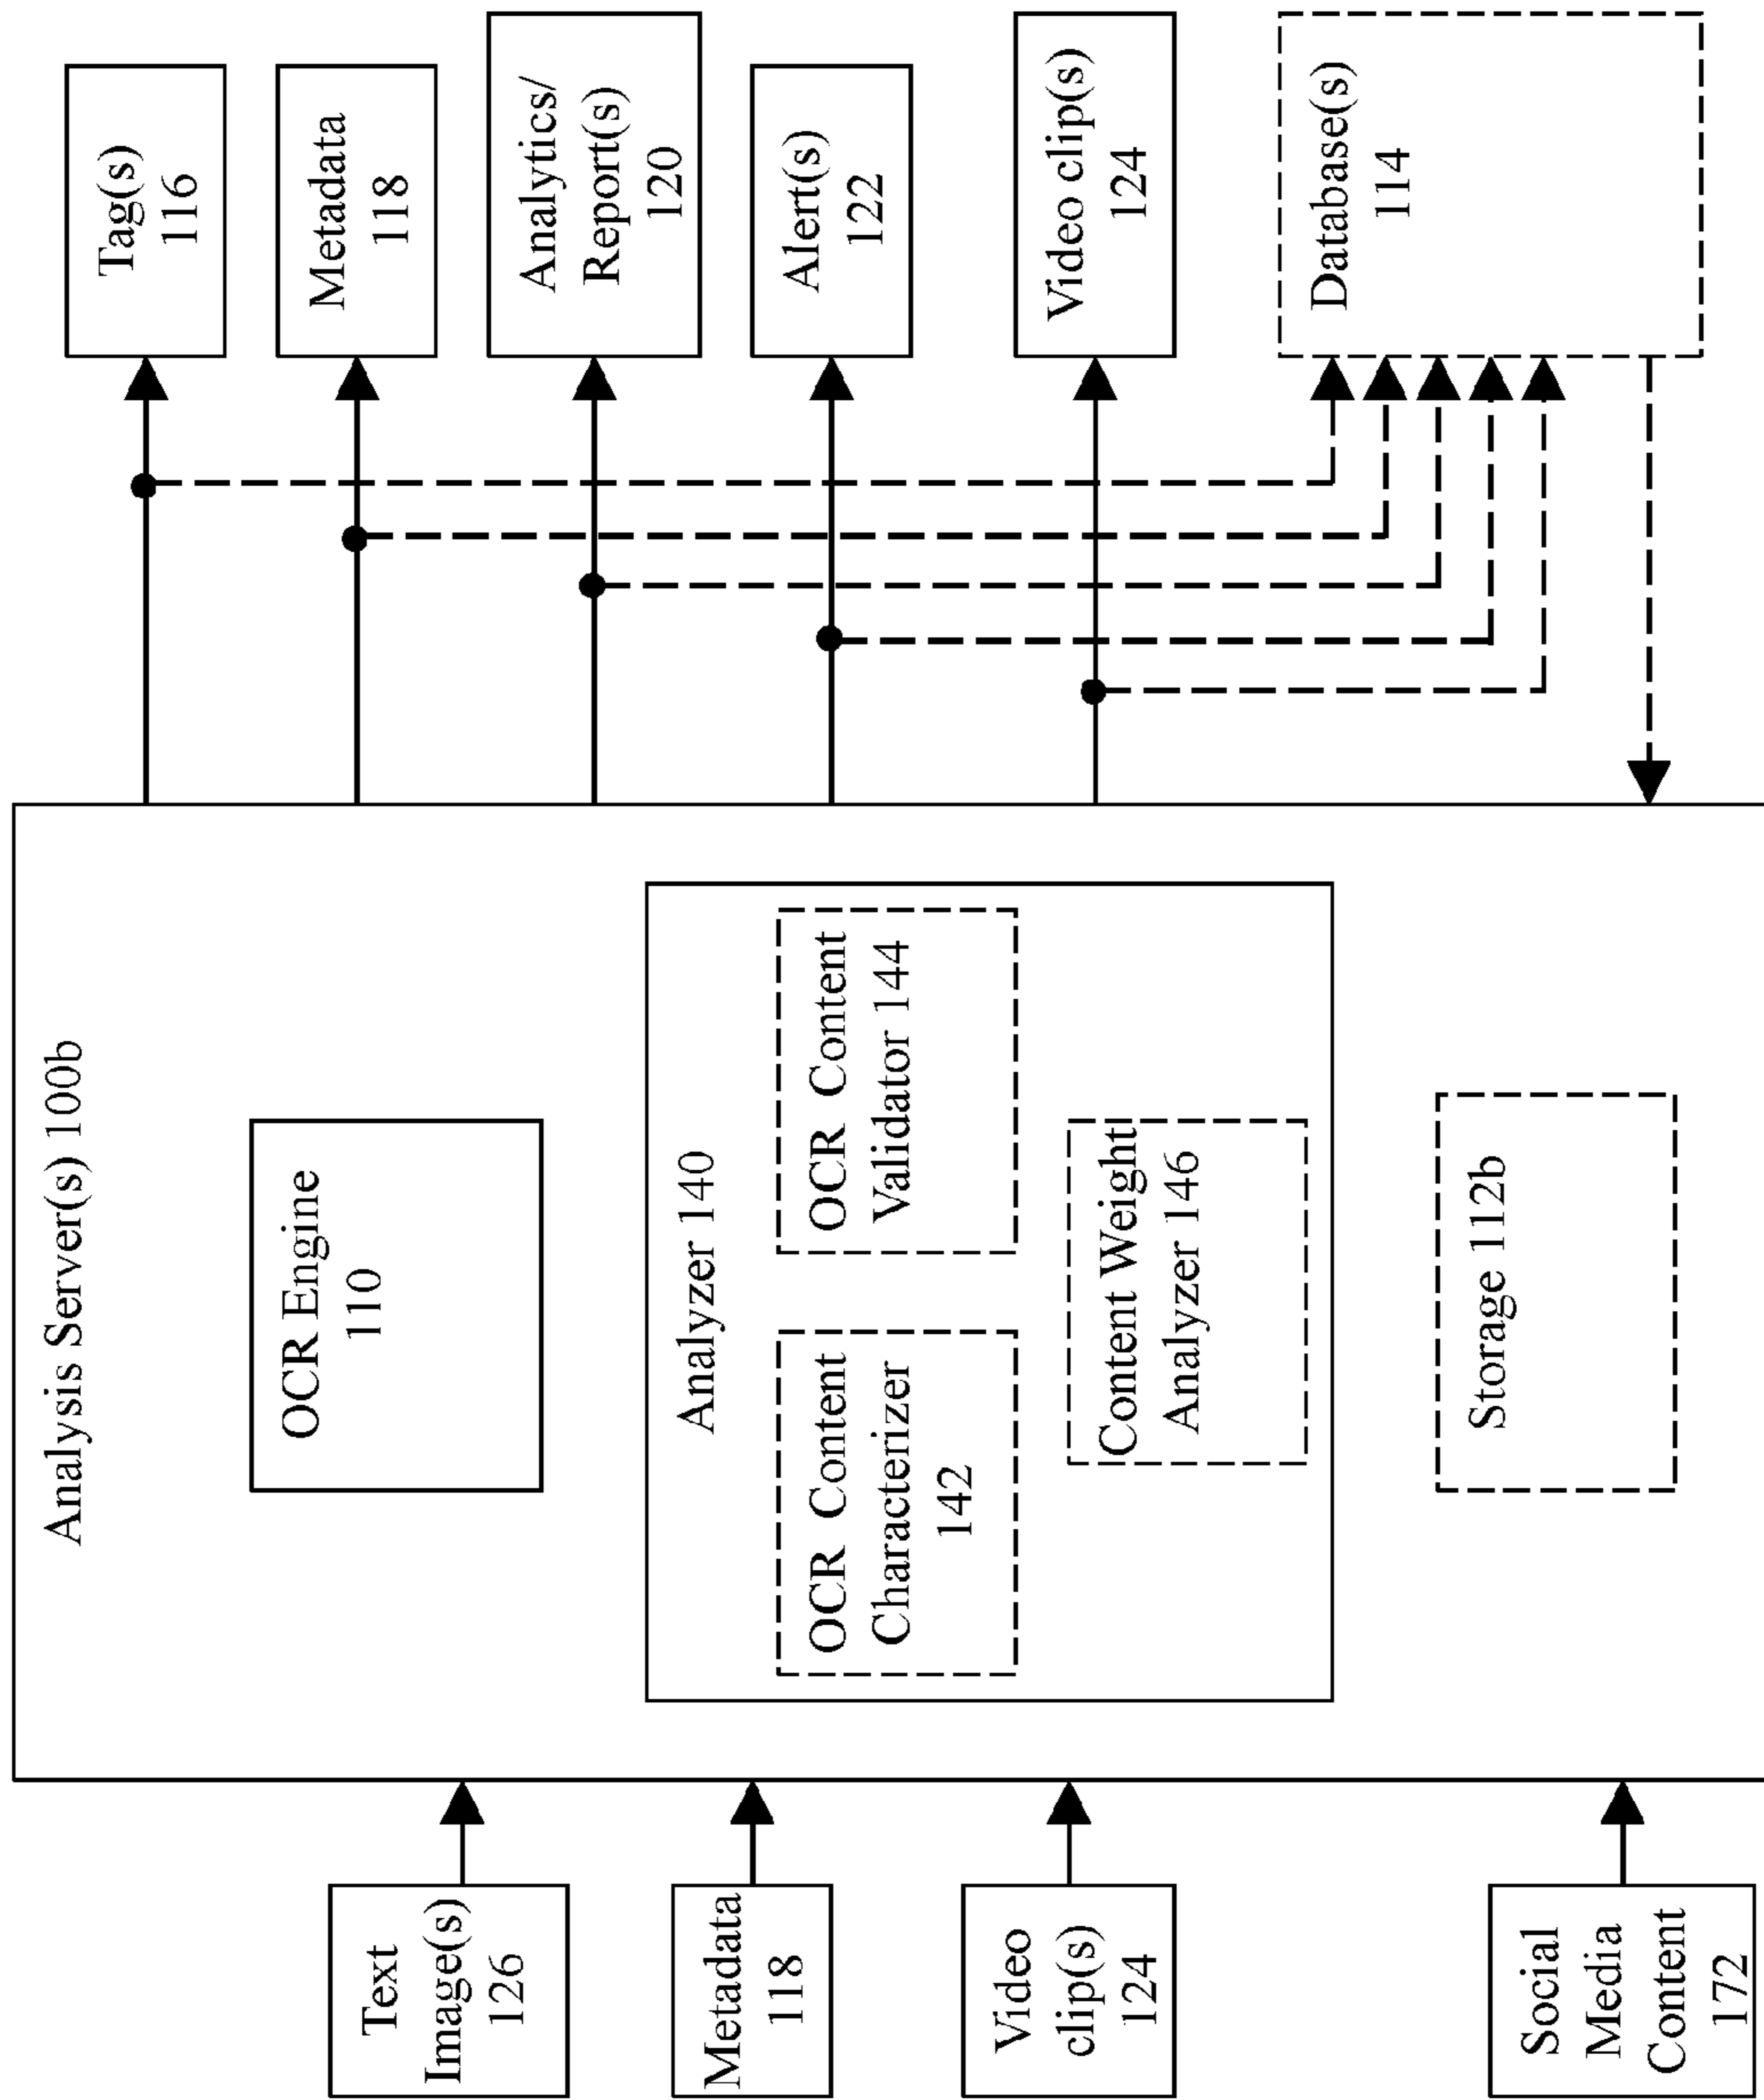 Analysis Server(s) 100b
OCR Engine
110
Analyzer 140
OCR Content
Characterizer
142
OCR Content
Validator 144
Content Weight
Analyzer 146
Storage 112b
Text
Image(s)
126
Metadata
118
Video
clip(s)
124
Social
Media
Content
172
Tag(s)
116
Metadata
118
Analytics/
Report(s)
120
Alert(s)
122
Video clip(s)
124
Database(s)
114